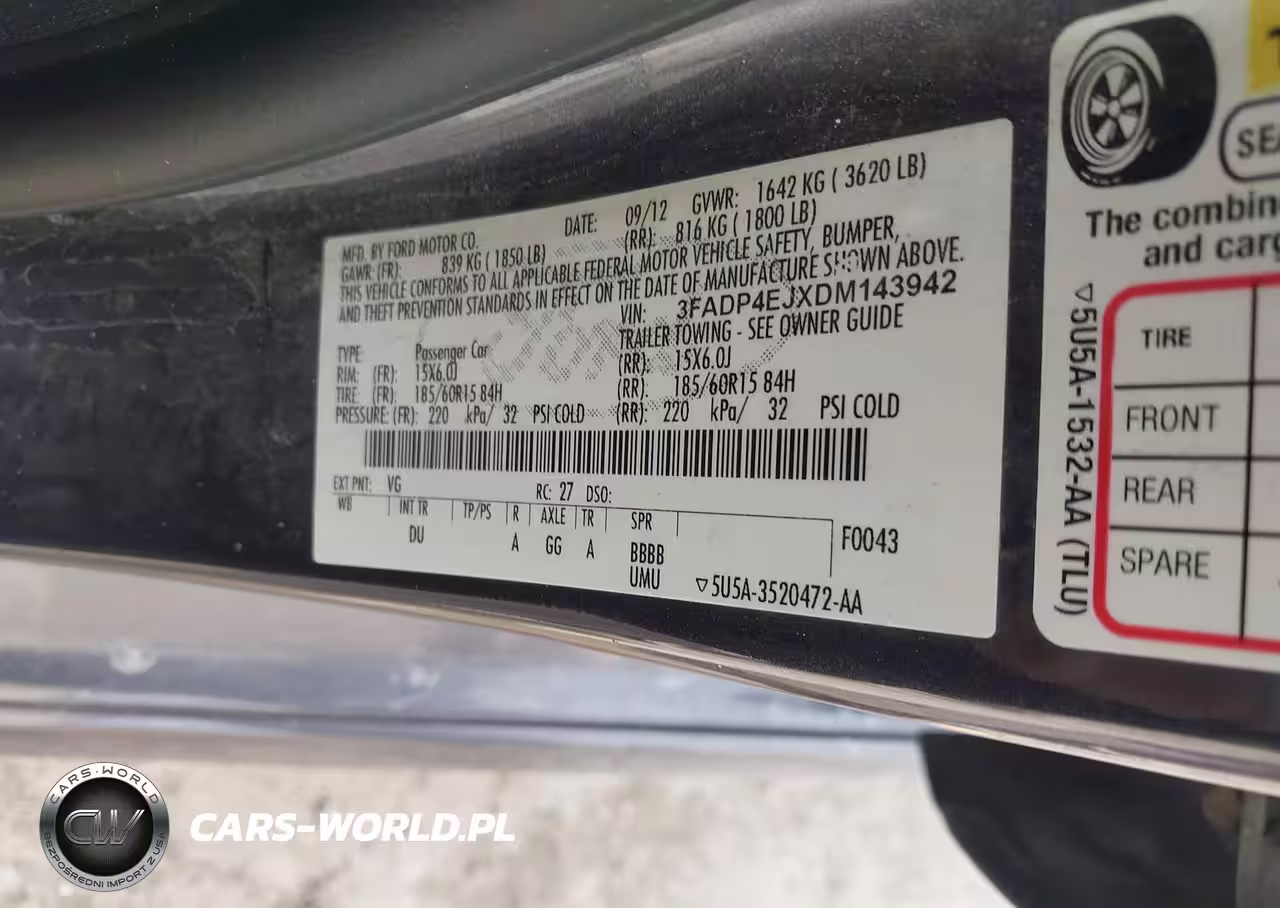 MFD. BY FORD MOTOR CO. DATE: 09/12 GVWR: 1642 KG ( 3620 LB)
GAWR: (FR): 839 KG ( 1850 LB) (RR): 816 KG ( 1800 LB)
THIS VEHICLE CONFORMS TO ALL APPLICABLE FEDERAL MOTOR VEHICLE SAFETY, BUMPER,
AND THEFT PREVENTION STANDARDS IN EFFECT ON THE DATE OF MANUFACTURE SHOWN ABOVE.
VIN: 3FADP4EJXDM143942
TYPE: Passenger Car TRAILER TOWING - SEE OWNER GUIDE
RIM: (FR): 15X6.0J (RR): 15X6.0J
TIRE: (FR): 185/60R15 84H (RR): 185/60R15 84H
PRESSURE: (FR): 220 kPa/ 32 PSI COLD (RR): 220 kPa/ 32 PSI COLD
EXT PNT: VG RC: 27 DSO:
WB INT TR TP/PS R AXLE TR SPR
DU A GG A BBBB F0043
UMU
▽5U5A-3520472-AA
SEA
The combin
and carg
TIRE
FRONT
REAR
SPARE
▽5U5A-1532-AA (TLU)
CARS-WORLD
CW
BEZPOŚREDNI IMPORT Z USA
CARS-WORLD.PL